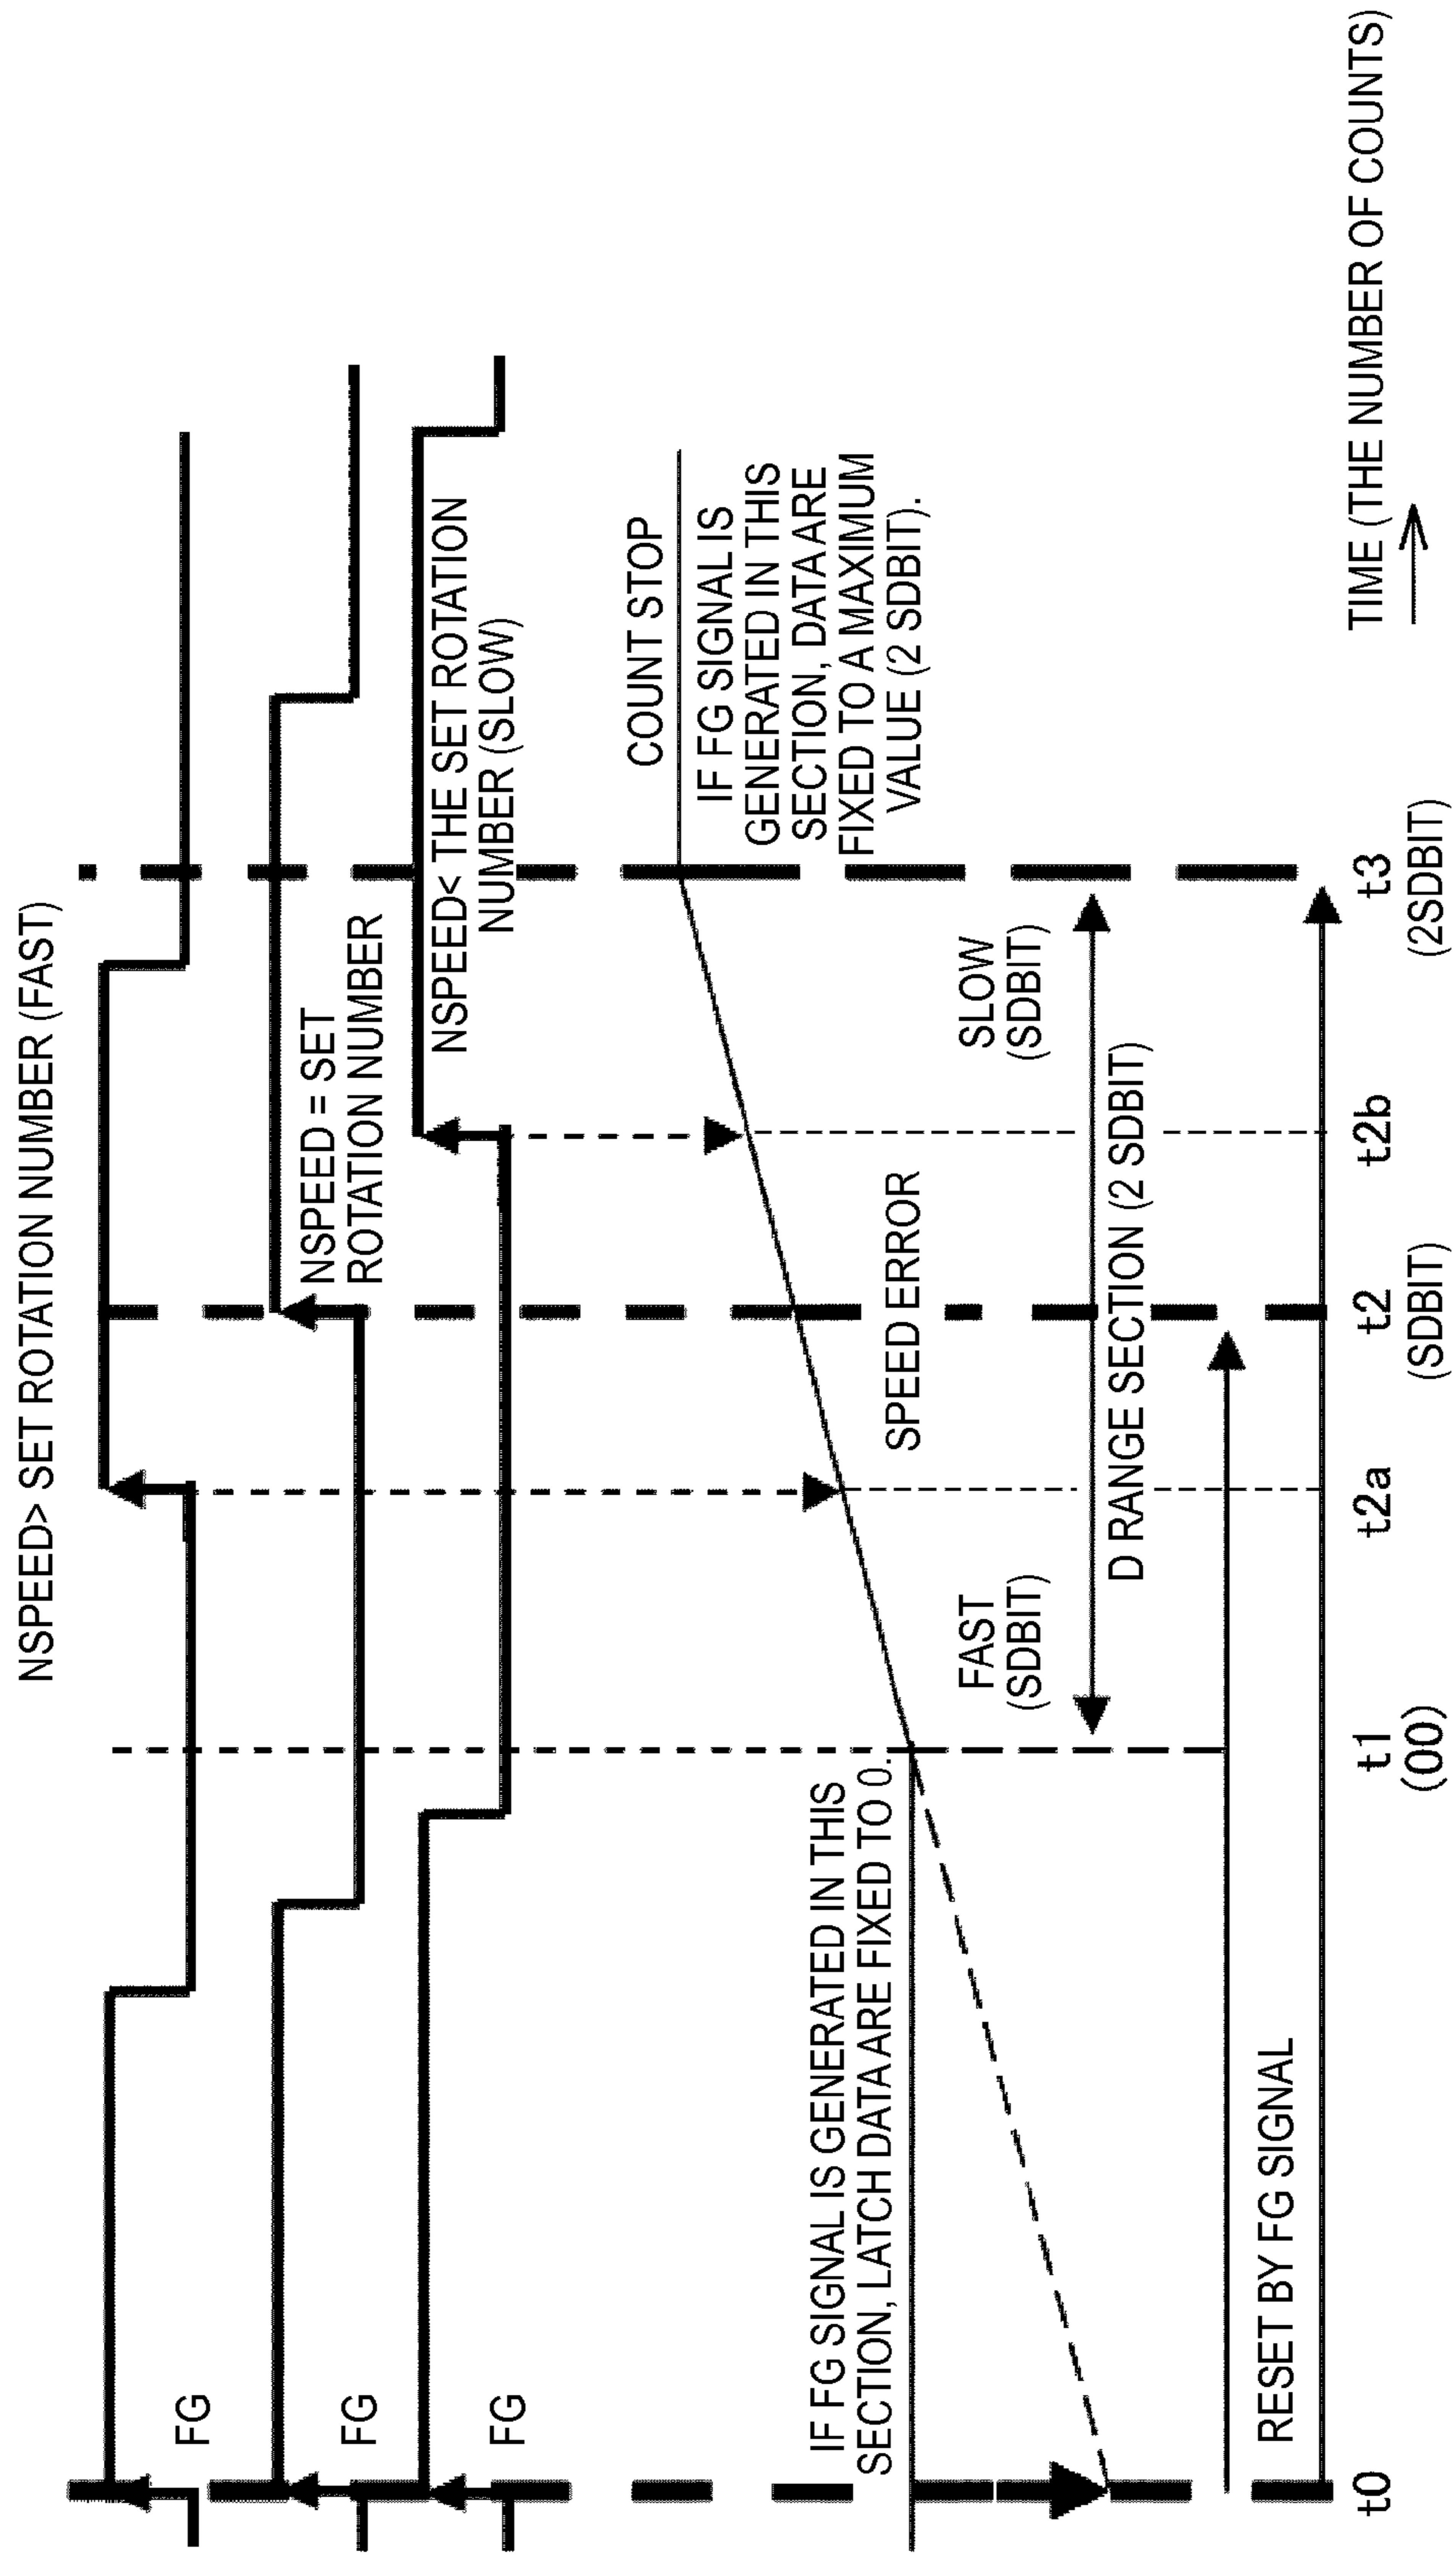 NSPEED> SET ROTATION NUMBER (FAST)
FG
NSPEED = SET
ROTATION NUMBER
FG
NSPEED< THE SET ROTATION
NUMBER (SLOW)
FG
COUNT STOP
IF FG SIGNAL IS
GENERATED IN THIS
SECTION, DATA ARE
FIXED TO A MAXIMUM
VALUE (2 SDBIT).
IF FG SIGNAL IS GENERATED IN THIS
SECTION, LATCH DATA ARE FIXED TO 0.
SPEED ERROR
FAST
(SDBIT)
SLOW
(SDBIT)
D RANGE SECTION (2 SDBIT)
RESET BY FG SIGNAL
t0
t1
(00)
t2a
t2
(SDBIT)
t2b
t3
(2SDBIT)
TIME (THE NUMBER OF COUNTS)